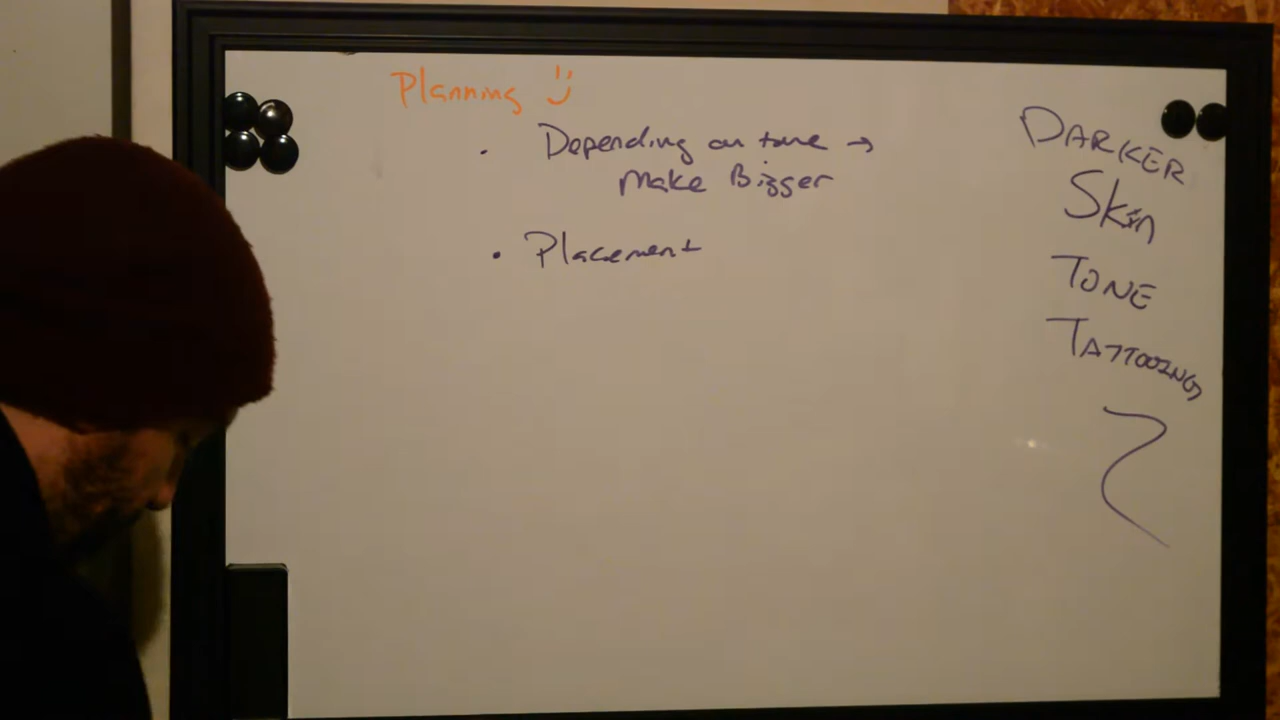 Planning
• Depending on tone →
Make Bigger
• Placement
DARKER
Skin
TONE
TATTOOING